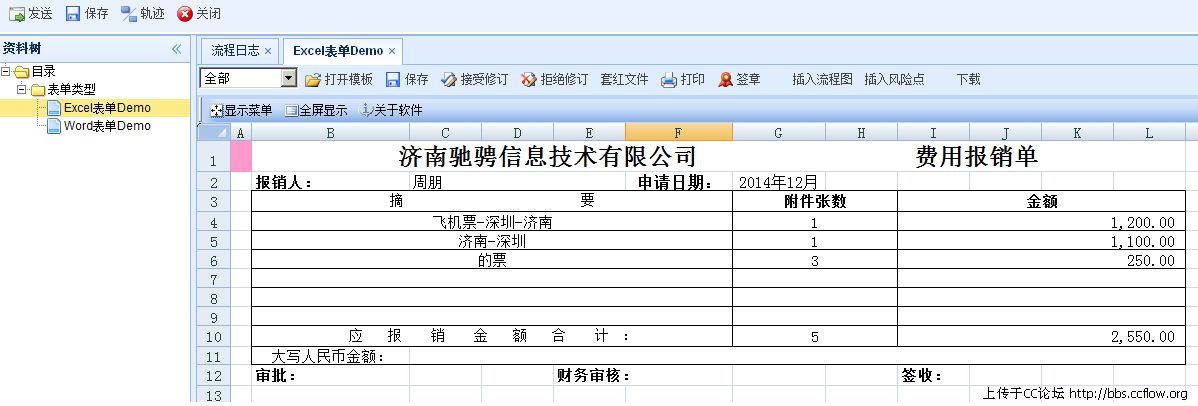 发送 保存 轨迹 关闭
资料树
目录
表单类型
Excel表单Demo
Word表单Demo
流程日志 Excel表单Demo
全部 打开模板 保存 接受修订 拒绝修订 套红文件 打印 签章 插入流程图 插入风险点 下载
显示菜单 全屏显示 关于软件
A B C D E F G H I J K L
1 济南驰骋信息技术有限公司 费用报销单
2 报销人: 周朋 申请日期: 2014年12月
3 摘 要 附件张数 金额
4 飞机票-深圳-济南 1 1,200.00
5 济南-深圳 1 1,100.00
6 的票 3 250.00
7
8
9
10 应 报 销 金 额 合 计 : 5 2,550.00
11 大写人民币金额:
12 审批: 财务审核: 签收:
13
上传于CC论坛 http://bbs.ccflow.org